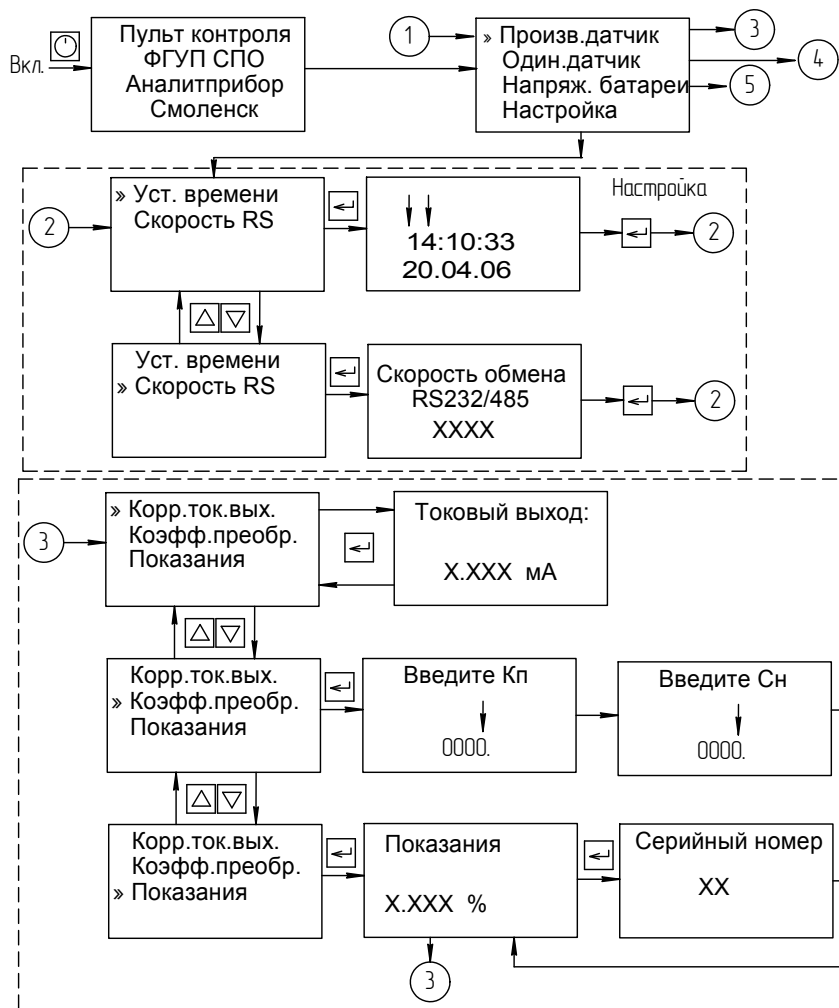 Вкл.
Пульт контроля
ФГУП СПО
Аналитприбор
Смоленск
1
» Произв.датчик
Один.датчик
Напряж. батареи
Настройка
3
4
5
2
» Уст. времени
Скорость RS
14:10:33
20.04.06
Настройка
2
Уст. времени
» Скорость RS
Скорость обмена
RS232/485
XXXX
2
3
» Корр.ток.вых.
Коэфф.преобр.
Показания
Токовый выход:
X.XXX мА
Корр.ток.вых.
» Коэфф.преобр.
Показания
Введите Кп
0000.
Введите Сн
0000.
Корр.ток.вых.
Коэфф.преобр.
» Показания
Показания
X.XXX %
Серийный номер
XX
3